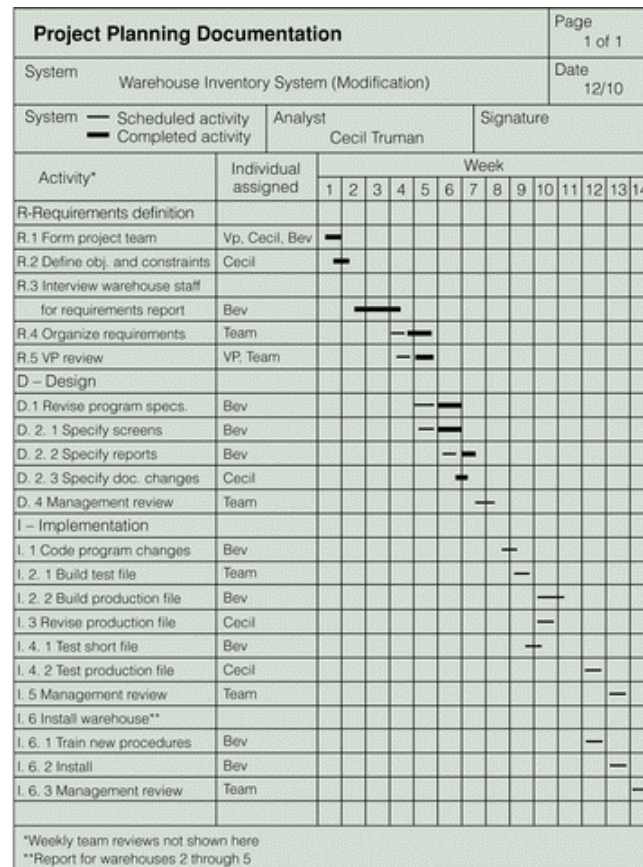 Project Planning Documentation
Page
1 of 1
System
Warehouse Inventory System (Modification)
Date
12/10
System — Scheduled activity
Completed activity
Analyst
Cecil Truman
Signature
Activity*
Individual assigned
Week
1 2 3 4 5 6 7 8 9 10 11 12 13 14
R-Requirements definition
R.1 Form project team Vp, Cecil, Bev
R.2 Define obj. and constraints Cecil
R.3 Interview warehouse staff
for requirements report Bev
R.4 Organize requirements Team
R.5 VP review VP, Team
D – Design
D.1 Revise program specs. Bev
D. 2. 1 Specify screens Bev
D. 2. 2 Specify reports Bev
D. 2. 3 Specify doc. changes Cecil
D. 4 Management review Team
I – Implementation
I. 1 Code program changes Bev
I. 2. 1 Build test file Team
I. 2. 2 Build production file Bev
I. 3 Revise production file Cecil
I. 4. 1 Test short file Bev
I. 4. 2 Test production file Cecil
I. 5 Management review Team
I. 6 Install warehouse**
I. 6. 1 Train new procedures Bev
I. 6. 2 Install Bev
I. 6. 3 Management review Team
*Weekly team reviews not shown here
**Report for warehouses 2 through 5